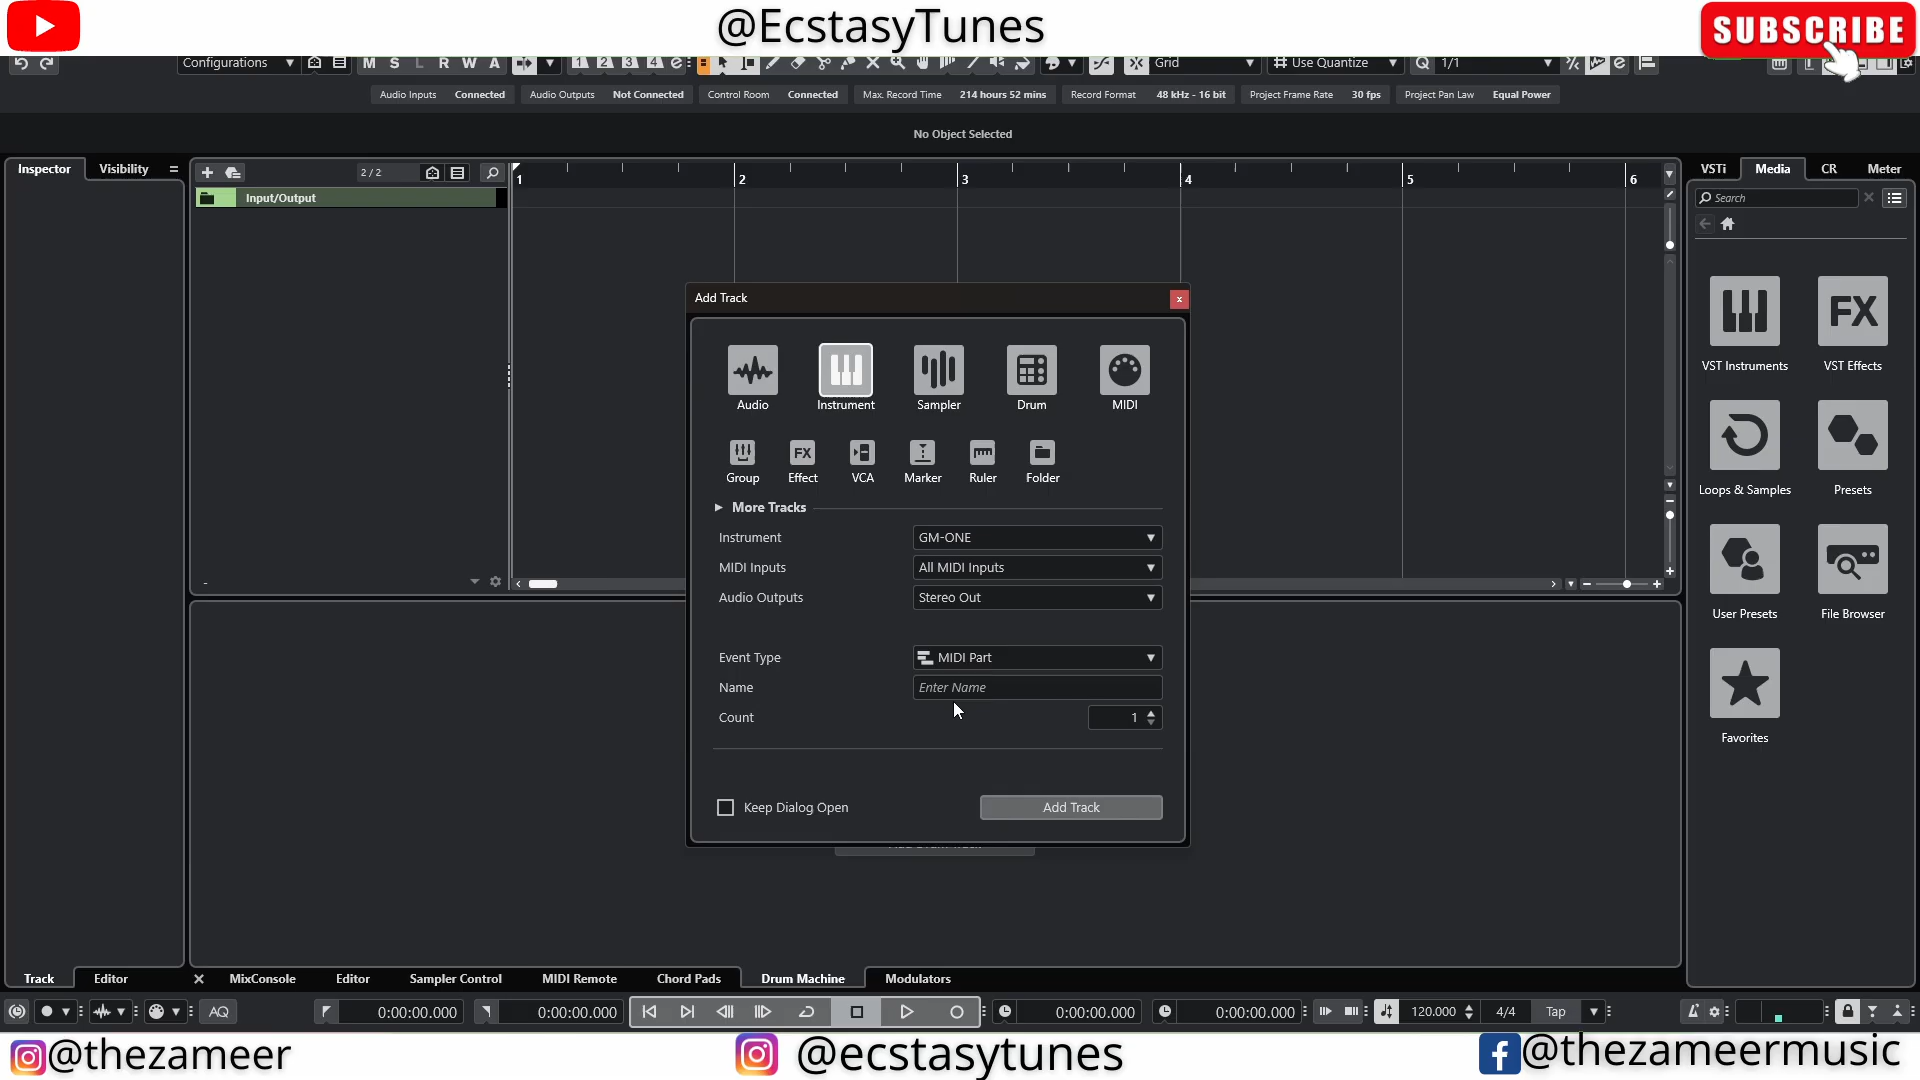 @EcstasyTunes
SUBSCRIBE
Configurations M S L R W A 1 2 3 4 e Grid Use Quantize Q 1/1 e
Audio Inputs Connected Audio Outputs Not Connected Control Room Connected Max. Record Time 214 hours 52 mins Record Format 48 kHz - 16 bit Project Frame Rate 30 fps Project Pan Law Equal Power
No Object Selected
Inspector Visibility
2 / 2
1 2 3 4 5 6
VSTi Media CR Meter
Input/Output
Search
Add Track
Audio Instrument Sampler Drum MIDI
FX
Group Effect VCA Marker Ruler Folder
More Tracks
Instrument GM-ONE
MIDI Inputs All MIDI Inputs
Audio Outputs Stereo Out
Event Type MIDI Part
Name Enter Name
Count 1
Keep Dialog Open Add Track
FX
VST Instruments VST Effects
Loops & Samples Presets
User Presets File Browser
Favorites
-
Track Editor
MixConsole Editor Sampler Control MIDI Remote Chord Pads Drum Machine Modulators
AQ 0:00:00.000 0:00:00.000 0:00:00.000 0:00:00.000 120.000 4/4 Tap
@thezameer
@ecstasytunes
@thezameermusic